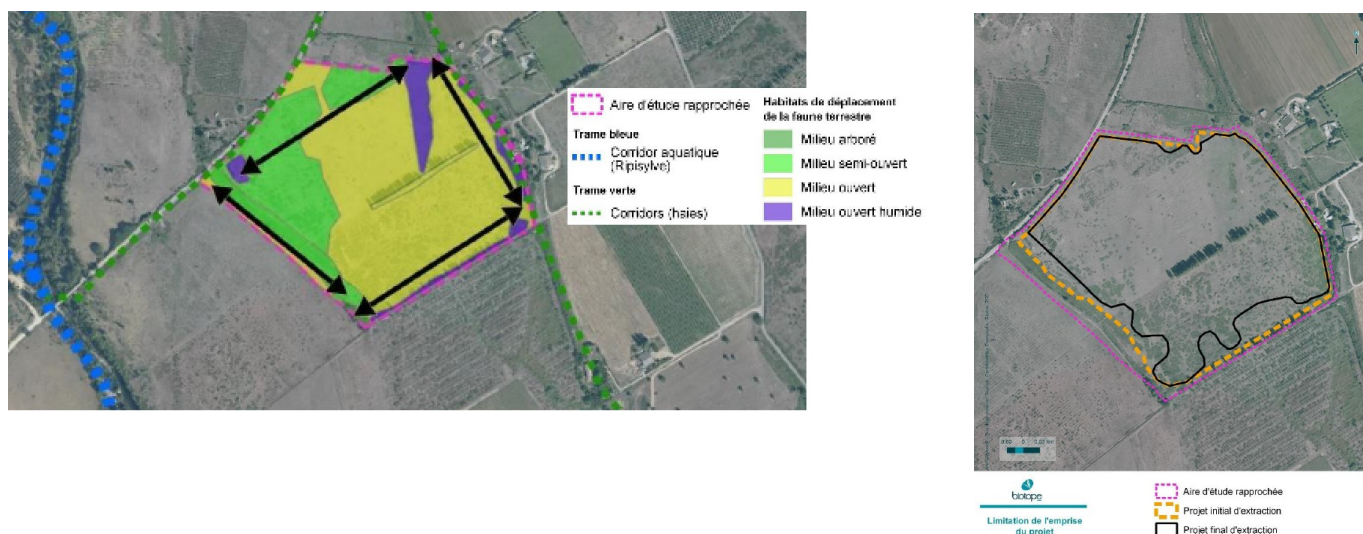 Aire d'étude rapprochée
Trame bleue
Corridor aquatique
(Ripisylve)
Trame verte
Corridors (haies)
Habitats de déplacement
de la faune terrestre
Milieu arboré
Milieu semi-ouvert
Milieu ouvert
Milieu ouvert humide
biotope
Limitation de l'emprise
du projet
Aire d'étude rapprochée
Projet initial d'extraction
Projet final d'extraction